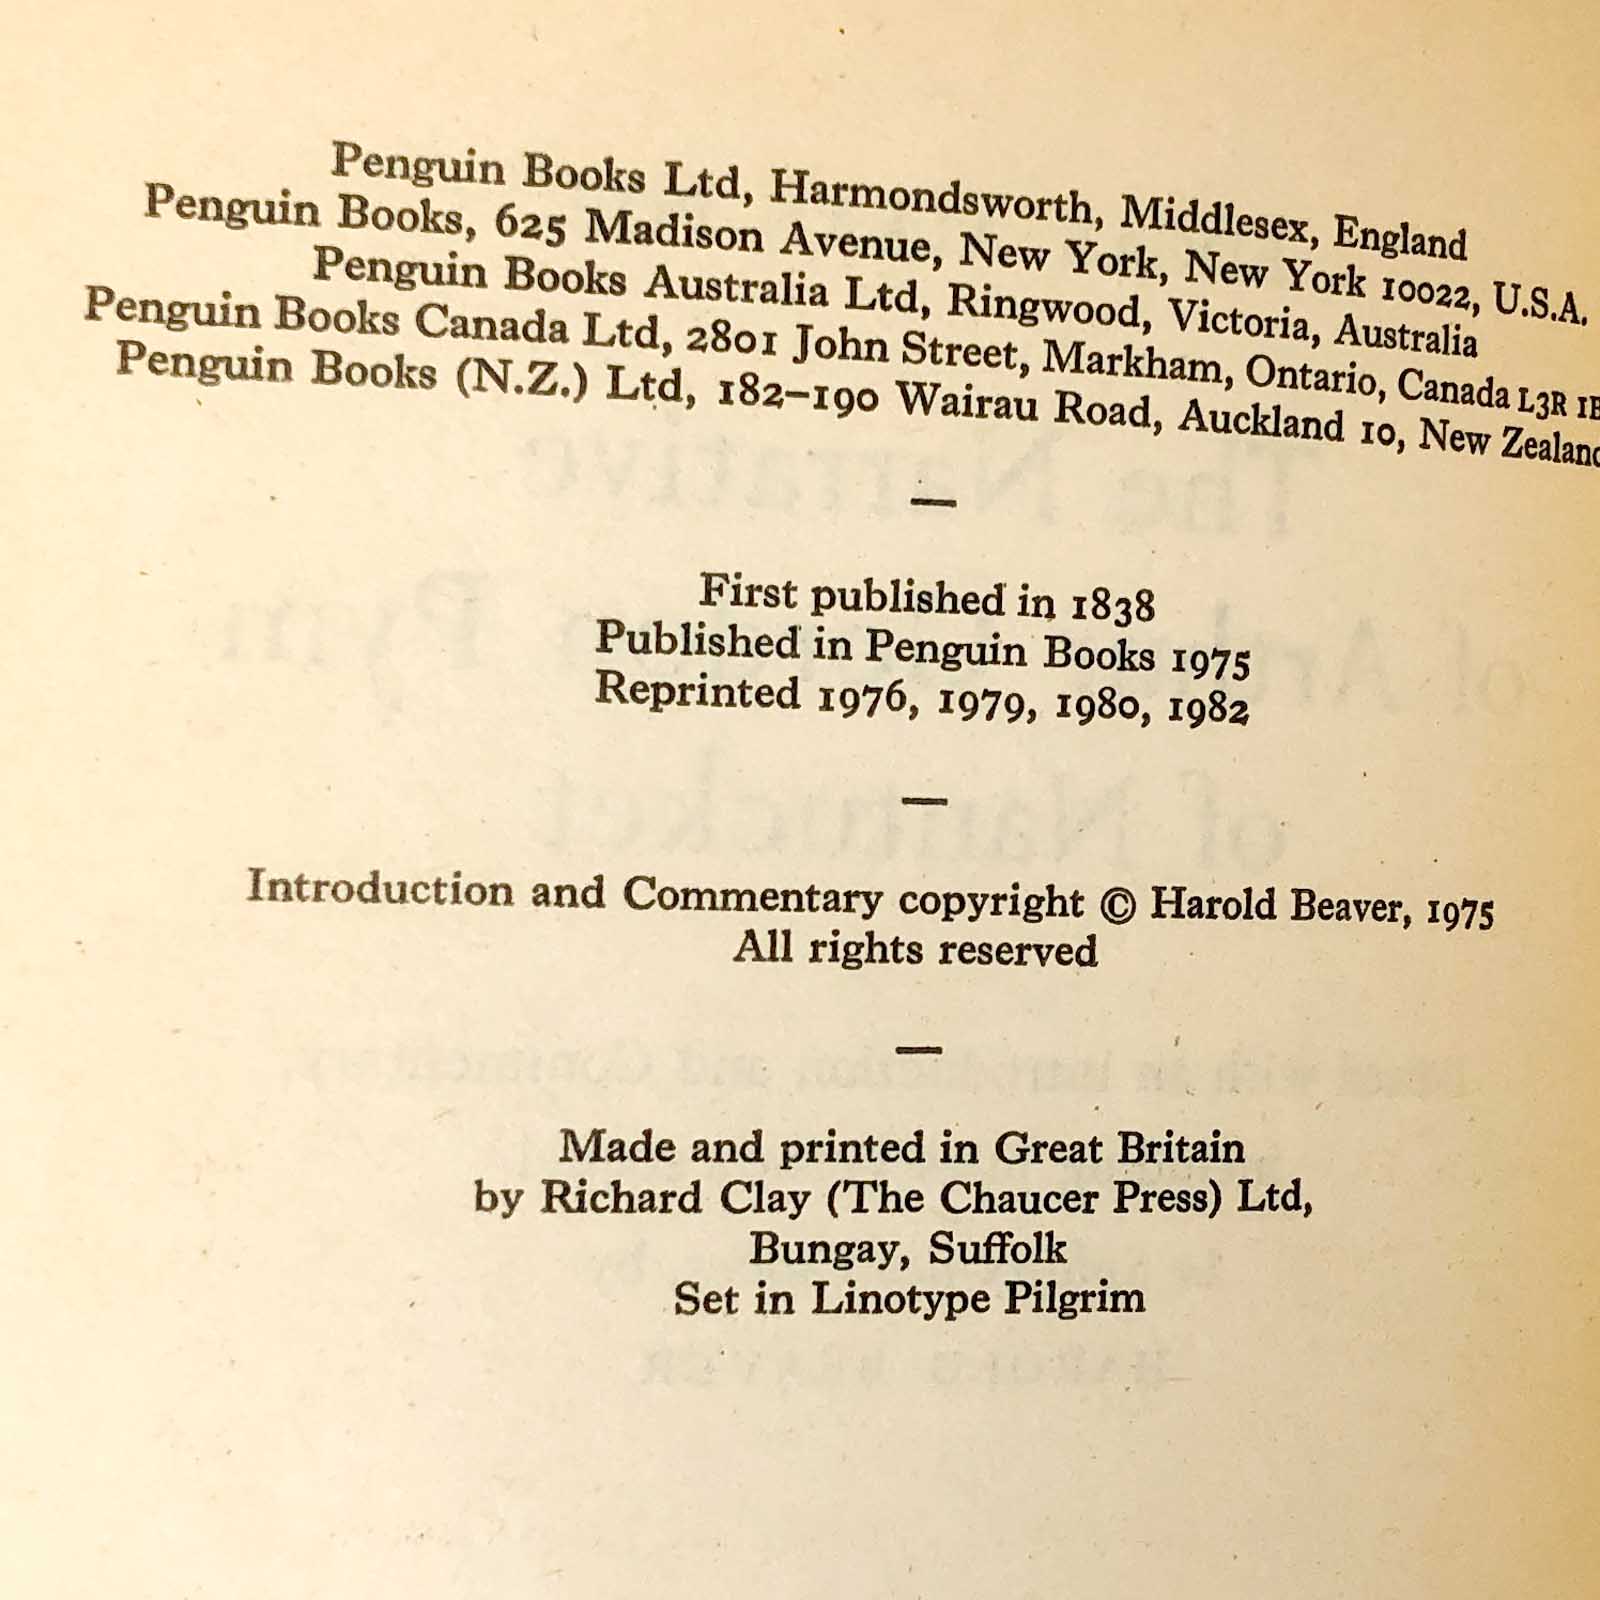 Penguin Books Ltd, Harmondsworth, Middlesex, England
Penguin Books, 625 Madison Avenue, New York, New York 10022, U.S.A.
Penguin Books Australia Ltd, Ringwood, Victoria, Australia
Penguin Books Canada Ltd, 2801 John Street, Markham, Ontario, Canada L3R
Penguin Books (N.Z.) Ltd, 182–190 Wairau Road, Auckland 10, New Zealand
—
First published in 1838
Published in Penguin Books 1975
Reprinted 1976, 1979, 1980, 1982
—
Introduction and Commentary copyright © Harold Beaver, 1975
All rights reserved
—
Made and printed in Great Britain
by Richard Clay (The Chaucer Press) Ltd,
Bungay, Suffolk
Set in Linotype Pilgrim